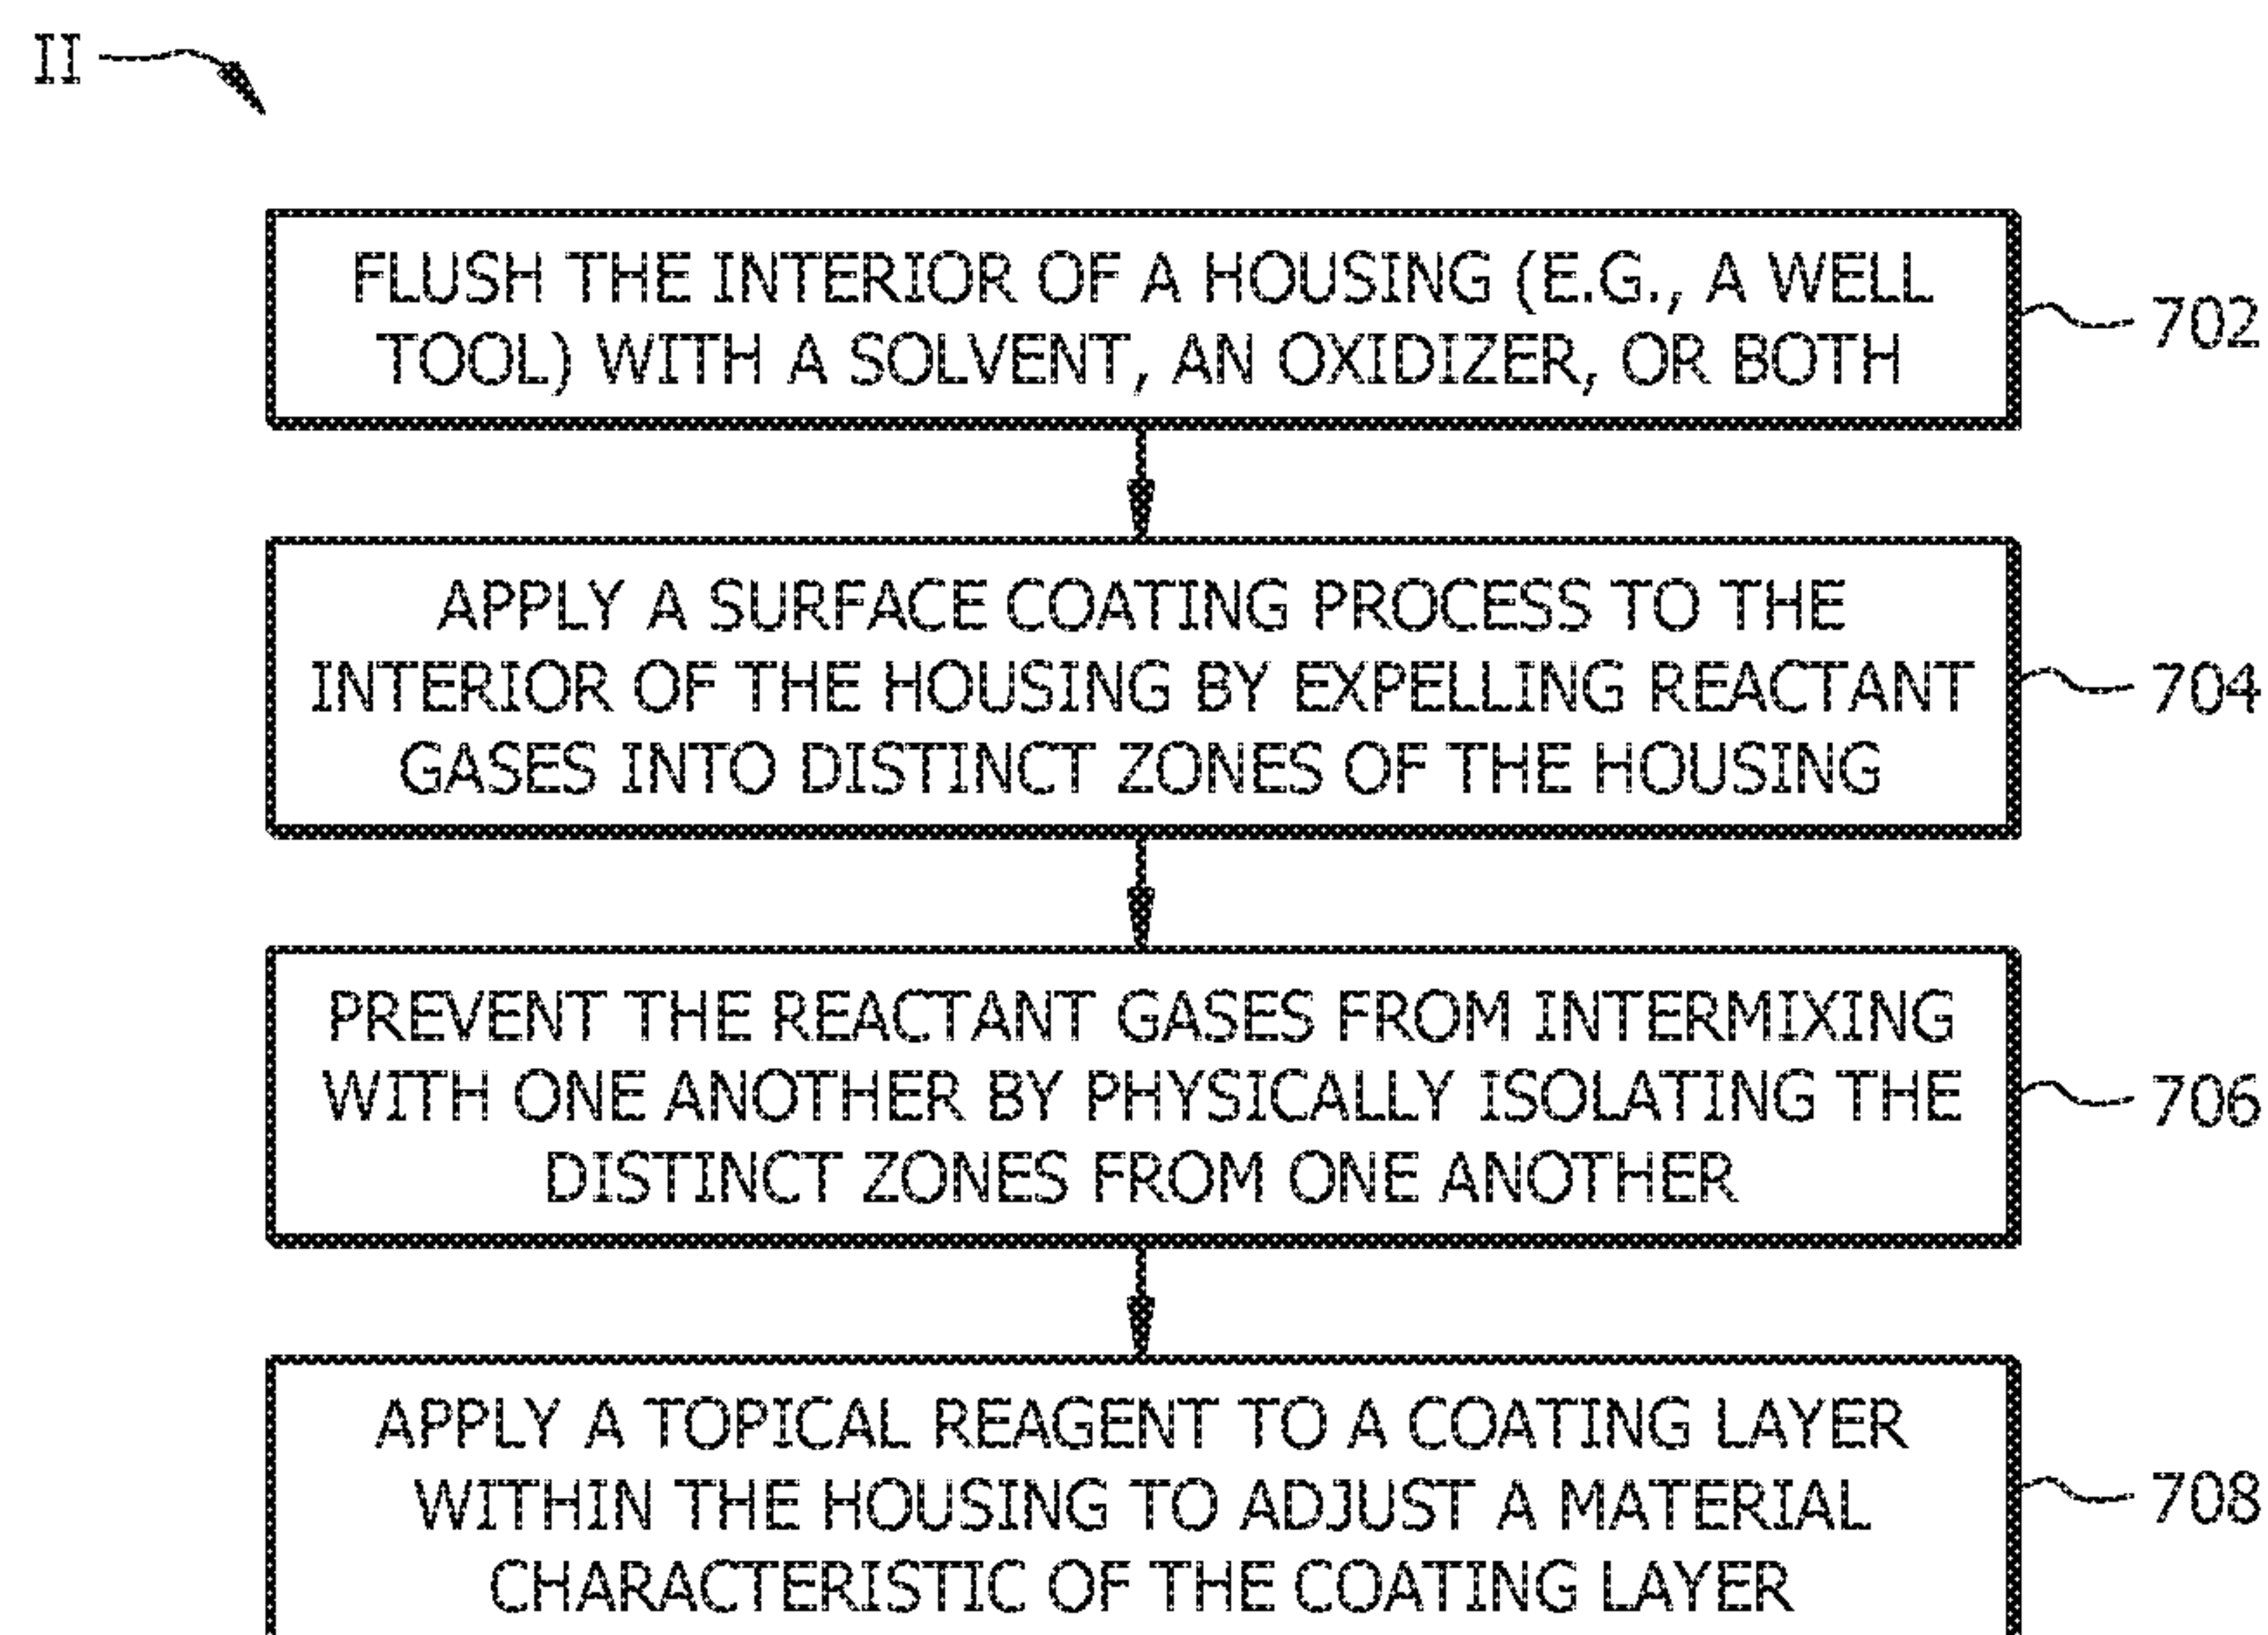 II
FLUSH THE INTERIOR OF A HOUSING (E.G., A WELL
TOOL) WITH A SOLVENT, AN OXIDIZER, OR BOTH
702
APPLY A SURFACE COATING PROCESS TO THE
INTERIOR OF THE HOUSING BY EXPELLING REACTANT
GASES INTO DISTINCT ZONES OF THE HOUSING
704
PREVENT THE REACTANT GASES FROM INTERMIXING
WITH ONE ANOTHER BY PHYSICALLY ISOLATING THE
DISTINCT ZONES FROM ONE ANOTHER
706
APPLY A TOPICAL REAGENT TO A COATING LAYER
WITHIN THE HOUSING TO ADJUST A MATERIAL
CHARACTERISTIC OF THE COATING LAYER
708